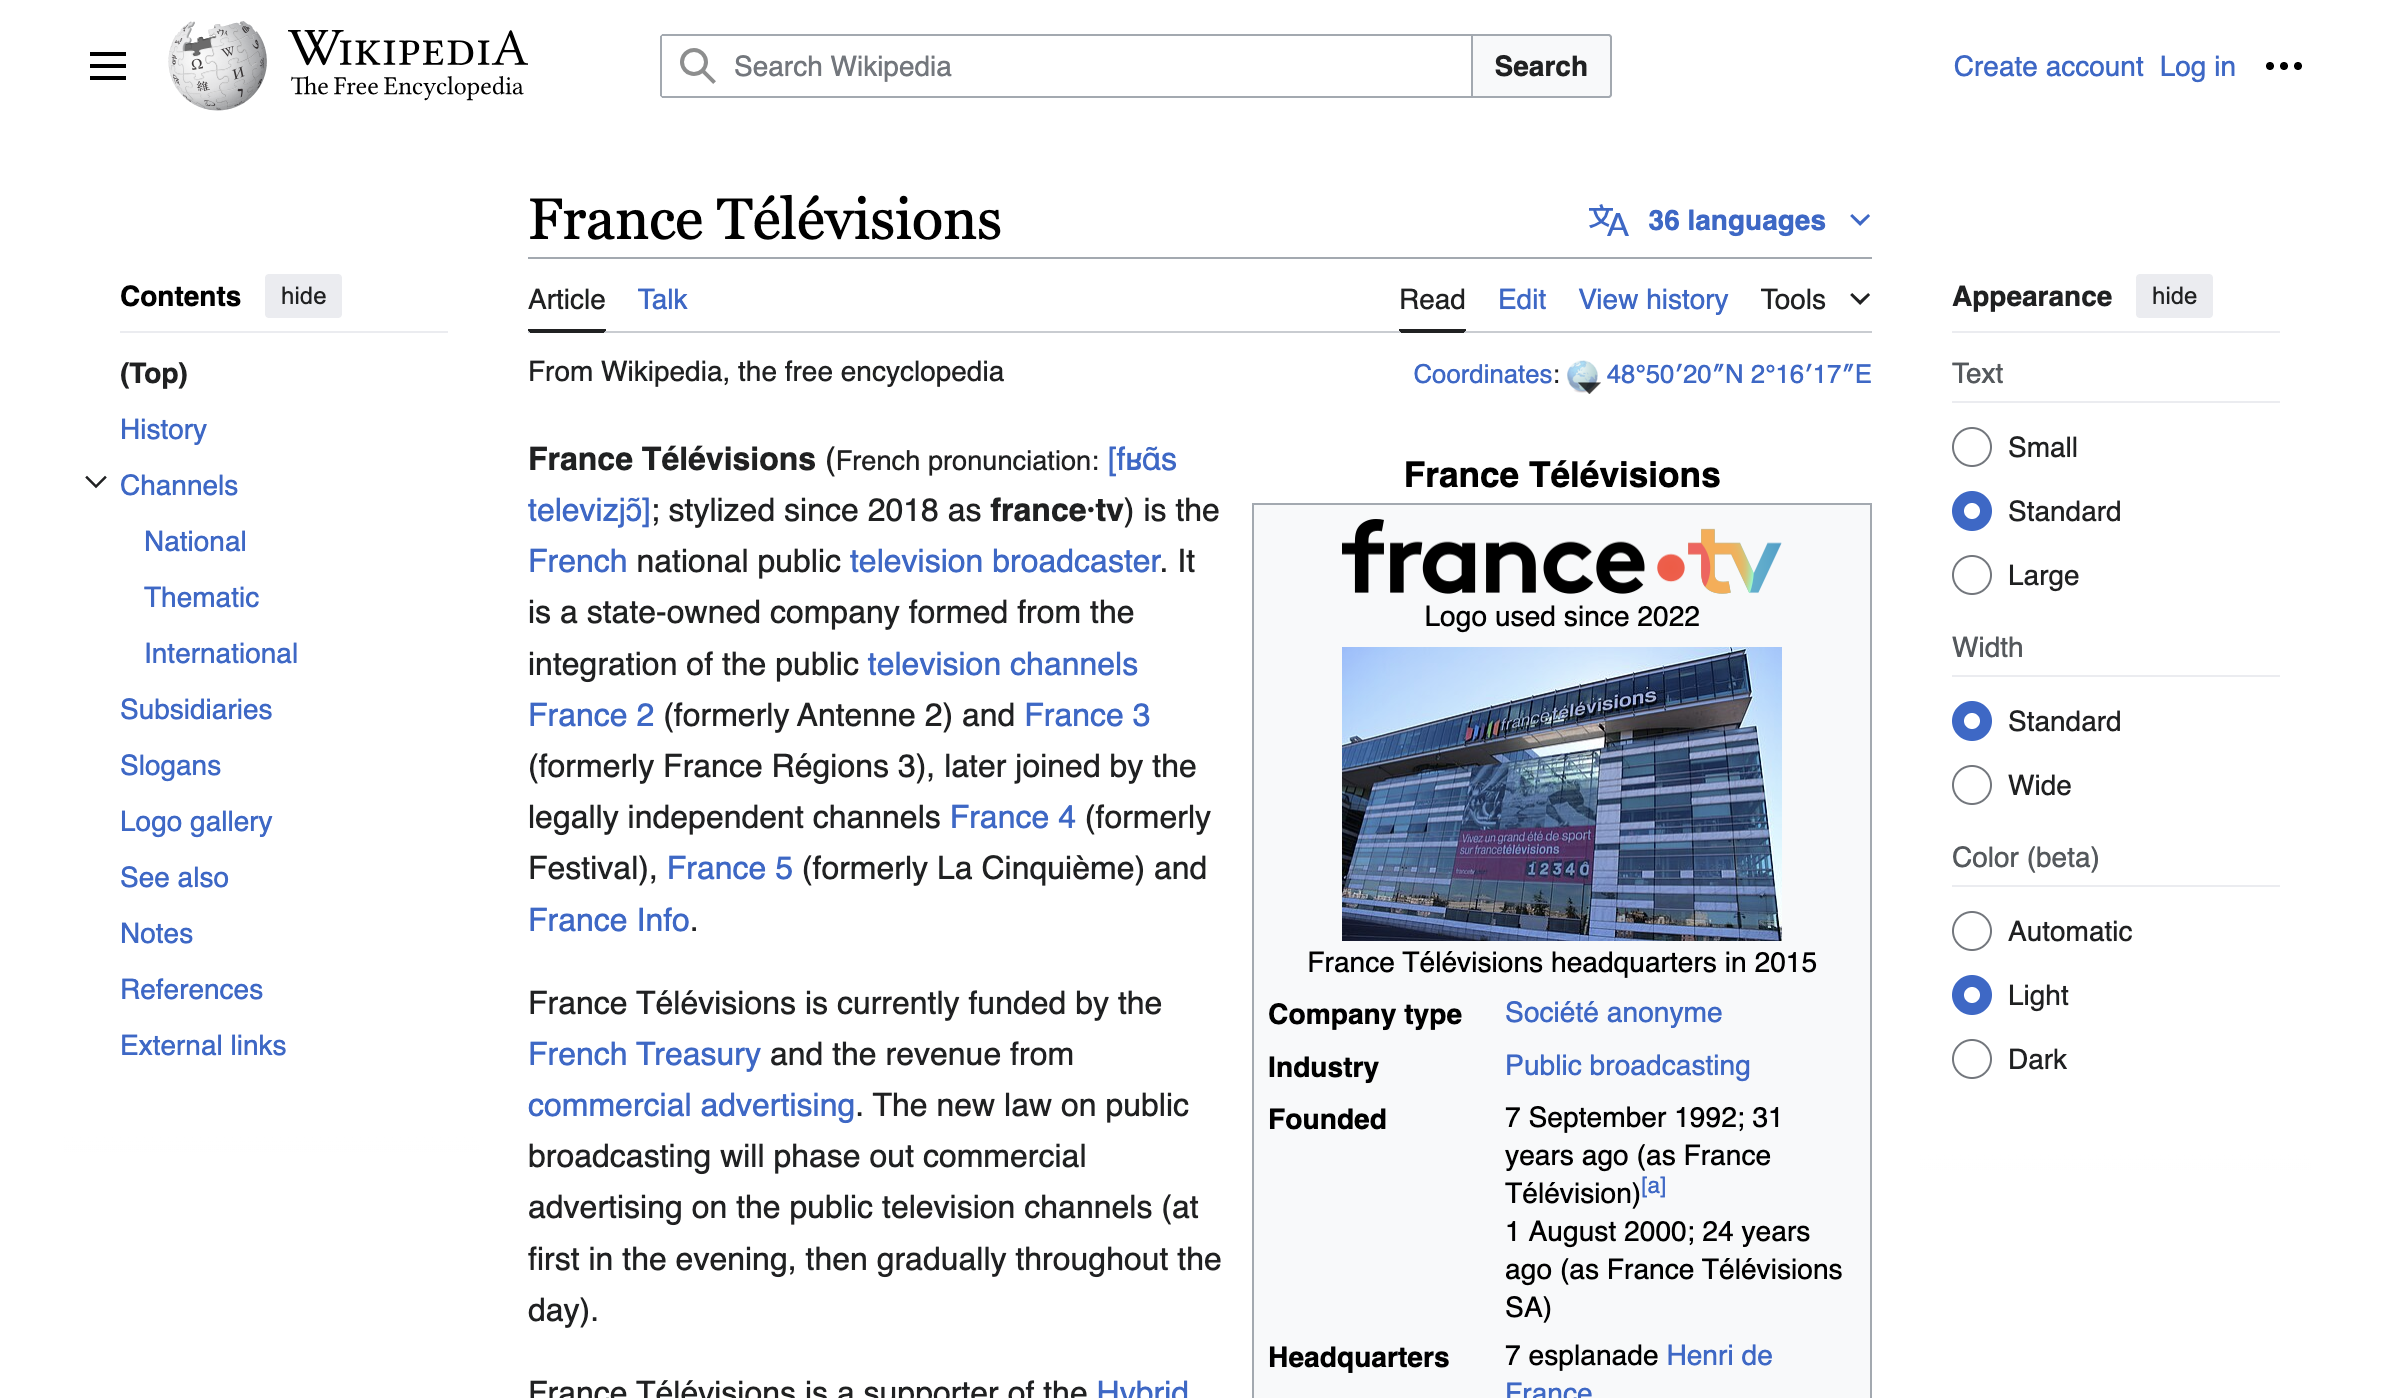 WIKIPEDIA
The Free Encyclopedia
Search Wikipedia
Search
Create account Log in
France Télévisions
36 languages
Contents hide
(Top)
History
Channels
National
Thematic
International
Subsidiaries
Slogans
Logo gallery
See also
Notes
References
External links
Article Talk
Read Edit View history Tools
From Wikipedia, the free encyclopedia
Coordinates: 48°50′20″N 2°16′17″E
France Télévisions (French pronunciation: [fʁɑ̃s
televizjɔ̃]; stylized since 2018 as france·tv) is the
French national public television broadcaster. It
is a state-owned company formed from the
integration of the public television channels
France 2 (formerly Antenne 2) and France 3
(formerly France Régions 3), later joined by the
legally independent channels France 4 (formerly
Festival), France 5 (formerly La Cinquième) and
France Info.
France Télévisions is currently funded by the
French Treasury and the revenue from
commercial advertising. The new law on public
broadcasting will phase out commercial
advertising on the public television channels (at
first in the evening, then gradually throughout the
day).
France Télévisions is a supporter of the Hybrid
France Télévisions
france•tv
Logo used since 2022
francetélévisions
Vivez un grand été de sport
sur francetélévisions
12340
France Télévisions headquarters in 2015
Company type Société anonyme
Industry Public broadcasting
Founded 7 September 1992; 31
years ago (as France
Télévision)[a]
1 August 2000; 24 years
ago (as France Télévisions
SA)
Headquarters 7 esplanade Henri de
France
Appearance hide
Text
Small
Standard
Large
Width
Standard
Wide
Color (beta)
Automatic
Light
Dark